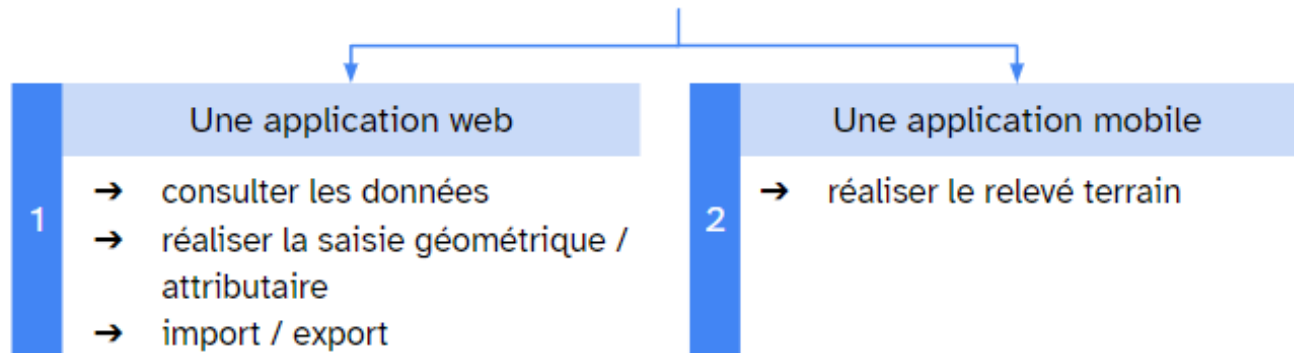 1
Une application web
→ consulter les données
→ réaliser la saisie géométrique /
attributaire
→ import / export
2
Une application mobile
→ réaliser le relevé terrain